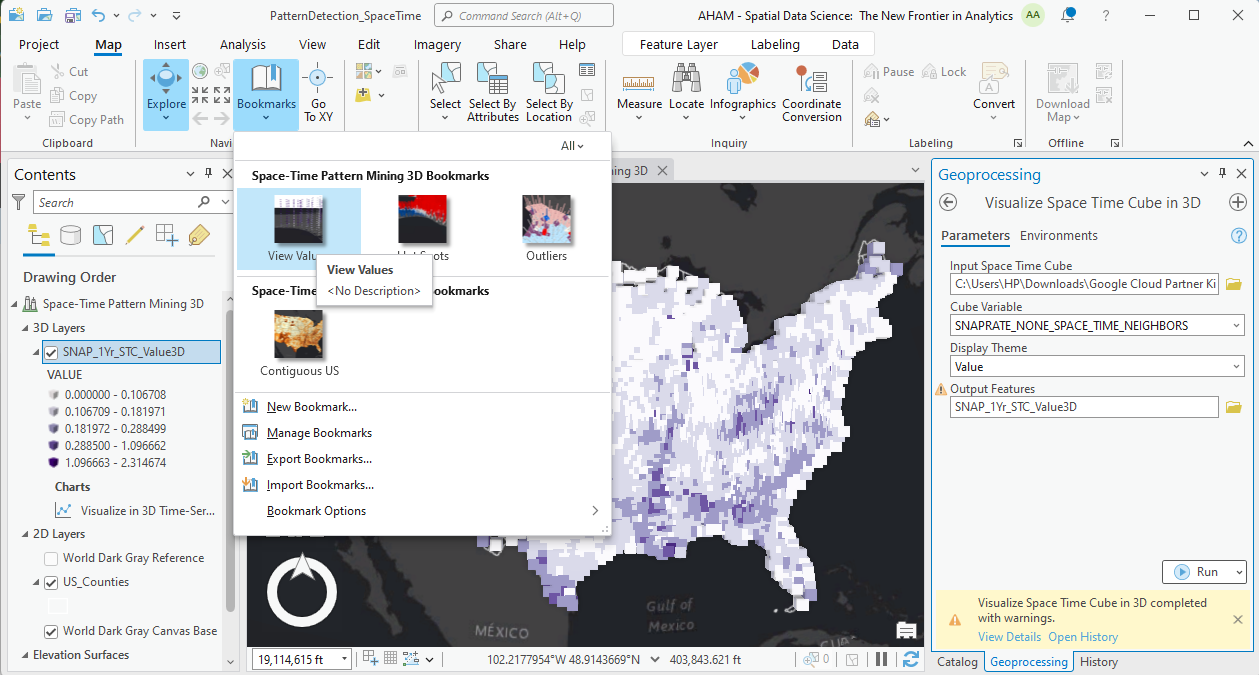 PatternDetection_SpaceTime
Command Search (Alt+Q)
AHAM - Spatial Data Science: The New Frontier in Analytics
AA
?
Project
Map
Insert
Analysis
View
Edit
Imagery
Share
Help
Feature Layer
Labeling
Data
Paste
Cut
Copy
Copy Path
Clipboard
Explore
Bookmarks
Go
To XY
Navi
Select
Select By
Attributes
Select By
Location
Measure
Locate
Infographics
Coordinate
Conversion
Inquiry
Pause
Lock
Convert
Labeling
Download
Map
Offline
Contents
Search
Drawing Order
Space-Time Pattern Mining 3D
3D Layers
SNAP_1Yr_STC_Value3D
VALUE
0.000000 - 0.106708
0.106709 - 0.181971
0.181972 - 0.288499
0.288500 - 1.096662
1.096663 - 2.314674
Charts
Visualize in 3D Time-Ser...
2D Layers
World Dark Gray Reference
US_Counties
World Dark Gray Canvas Base
Elevation Surfaces
All
Space-Time Pattern Mining 3D Bookmarks
View Valu
Spots
Outliers
View Values
<No Description>
Space-Time
ookmarks
Contiguous US
New Bookmark...
Manage Bookmarks
Export Bookmarks...
Import Bookmarks...
Bookmark Options
ning 3D
MÉXICO
Gulf of
Mexico
19,114,615 ft
102.2177954°W 48.9143669°N
403,843.621 ft
0
Geoprocessing
Visualize Space Time Cube in 3D
Parameters
Environments
?
Input Space Time Cube
C:\Users\HP\Downloads\Google Cloud Partner Ki
Cube Variable
SNAPRATE_NONE_SPACE_TIME_NEIGHBORS
Display Theme
Value
Output Features
SNAP_1Yr_STC_Value3D
Run
Visualize Space Time Cube in 3D completed
with warnings.
View Details
Open History
Catalog
Geoprocessing
History